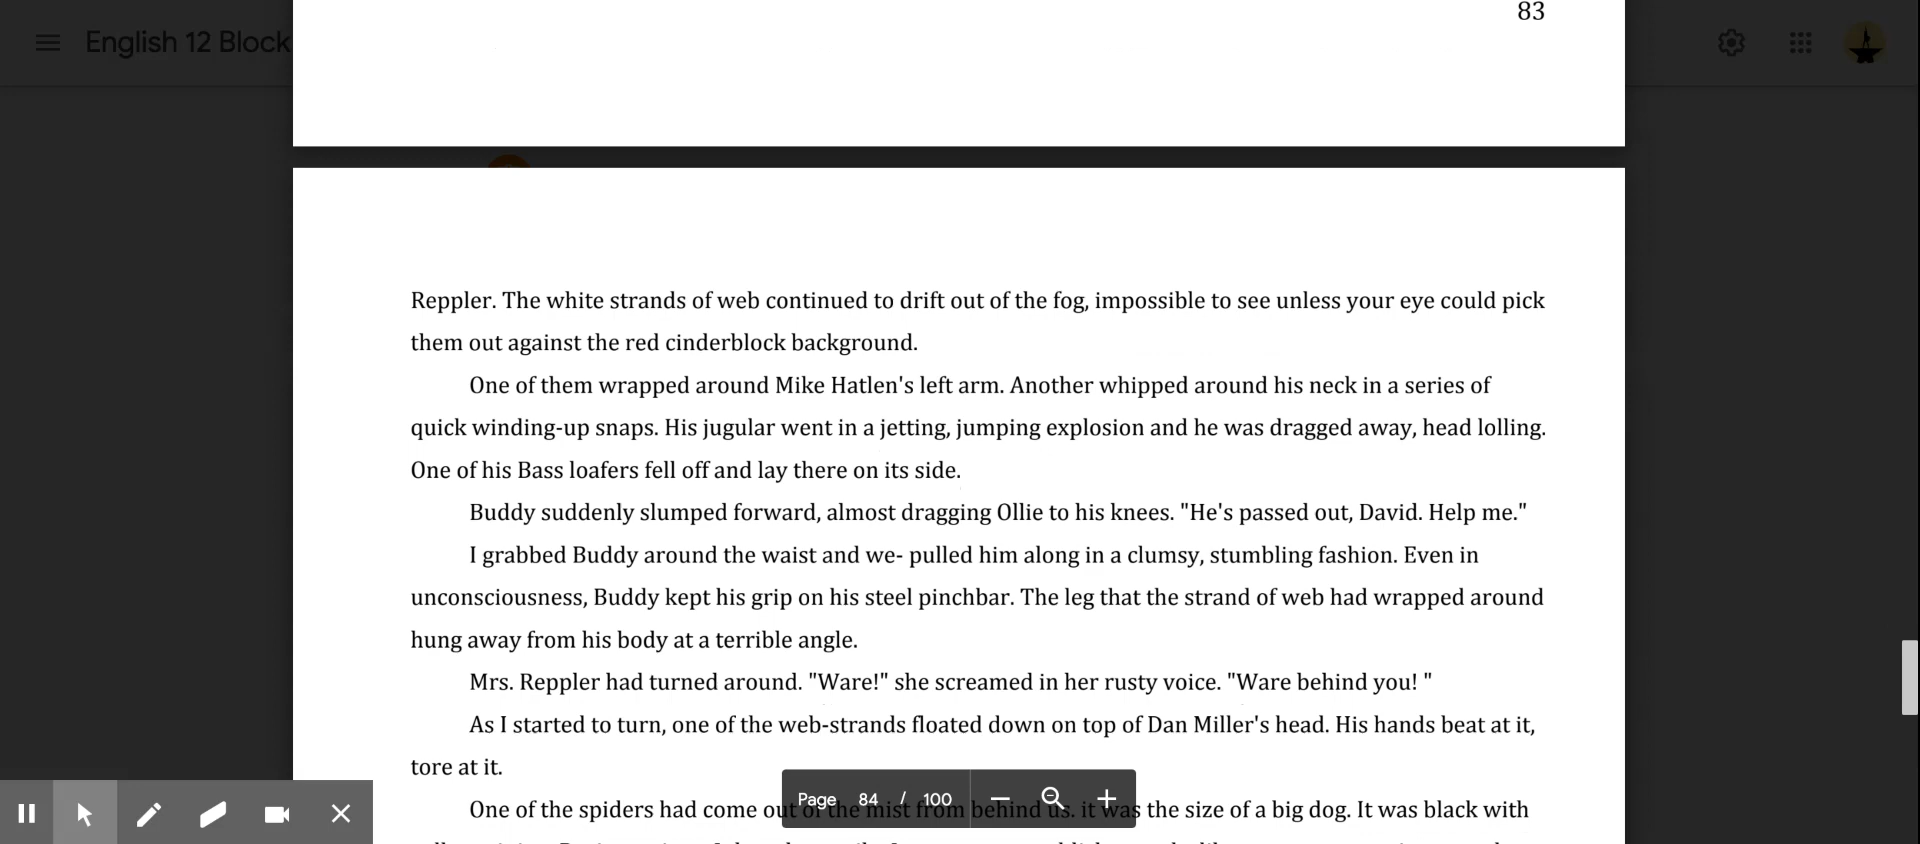 83
English 12 Block
Reppler. The white strands of web continued to drift out of the fog, impossible to see unless your eye could pick
them out against the red cinderblock background.
One of them wrapped around Mike Hatlen's left arm. Another whipped around his neck in a series of
quick winding-up snaps. His jugular went in a jetting, jumping explosion and he was dragged away, head lolling.
One of his Bass loafers fell off and lay there on its side.
Buddy suddenly slumped forward, almost dragging Ollie to his knees. "He's passed out, David. Help me."
I grabbed Buddy around the waist and we- pulled him along in a clumsy, stumbling fashion. Even in
unconsciousness, Buddy kept his grip on his steel pinchbar. The leg that the strand of web had wrapped around
hung away from his body at a terrible angle.
Mrs. Reppler had turned around. "Ware!" she screamed in her rusty voice. "Ware behind you! "
As I started to turn, one of the web-strands floated down on top of Dan Miller's head. His hands beat at it,
tore at it.
One of the spiders had come out of the mist from behind us. it was the size of a big dog. It was black with
Page 84 / 100